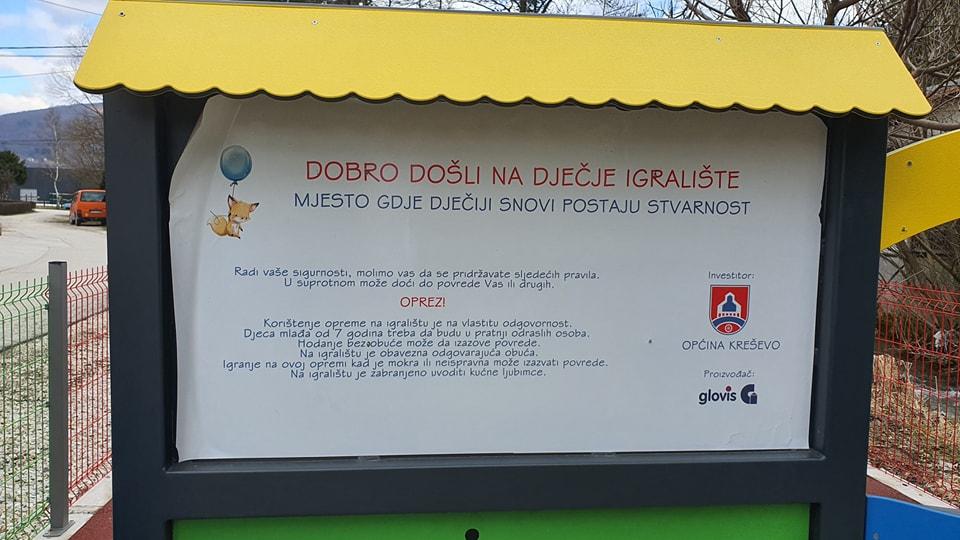 DOBRO DOŠLI NA DJEČJE IGRALIŠTE
MJESTO GDJE DJEČIJI SNOVI POSTAJU STVARNOST
Radi vaše sigurnosti, molimo vas da se pridržavate sljedećih pravila.
U suprotnom može doći do povrede Vas ili drugih.
OPREZ!
Korištenje opreme na igralištu je na vlastitu odgovornost.
Djeca mlađa od 7 godina treba da budu u pratnji odraslih osoba.
Hodanje bez obuće može da izazove povrede.
Na igralištu je obavezna odgovarajuća obuća.
Igranje na ovoj opremi kad je mokra ili neispravna može izazvati povrede.
Na igralištu je zabranjeno uvoditi kućne ljubimce.
Investitor:
OPĆINA KREŠEVO
Proizvođač:
glovis